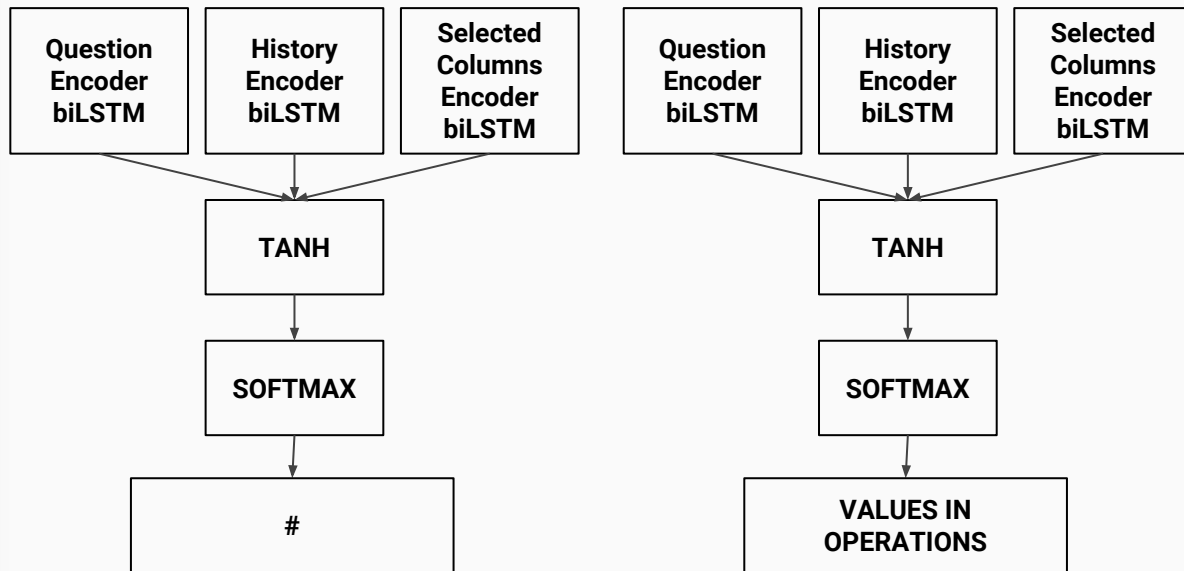 Question
Encoder
biLSTM
History
Encoder
biLSTM
Selected
Columns
Encoder
biLSTM
TANH
SOFTMAX
#
Question
Encoder
biLSTM
History
Encoder
biLSTM
Selected
Columns
Encoder
biLSTM
TANH
SOFTMAX
VALUES IN
OPERATIONS